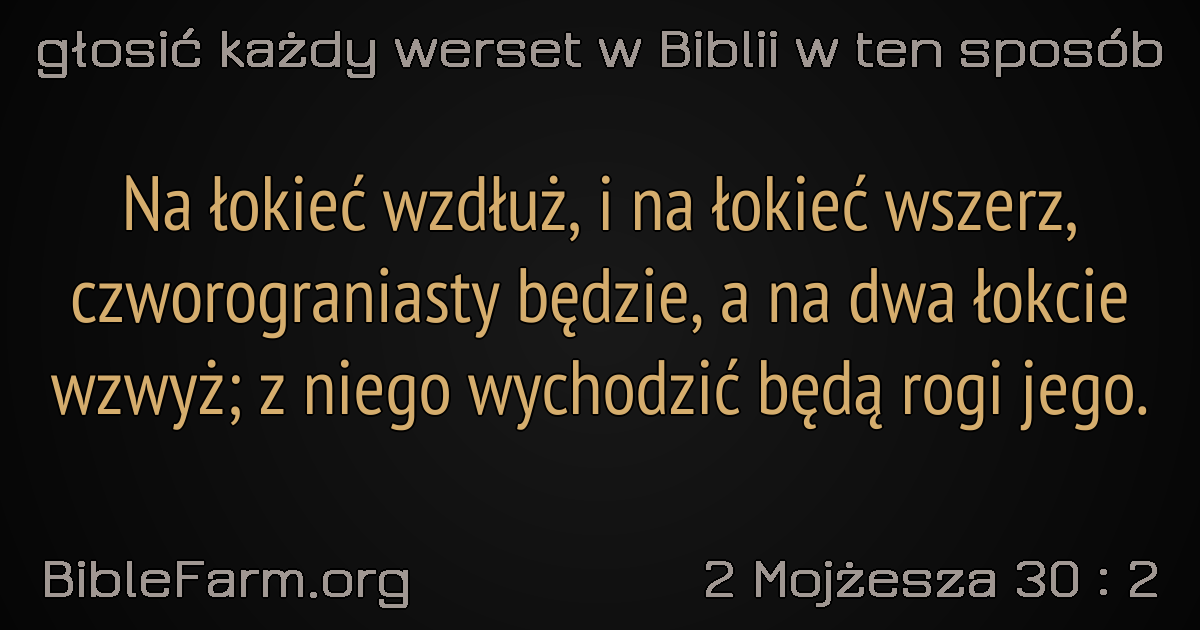 głosić każdy werset w Biblii w ten sposób
Na łokieć wzdłuż, i na łokieć wszerz,
czworograniasty będzie, a na dwa łokcie
wzwyż; z niego wychodzić będą rogi jego.
BibleFarm.org
2 Mojżesza 30 : 2